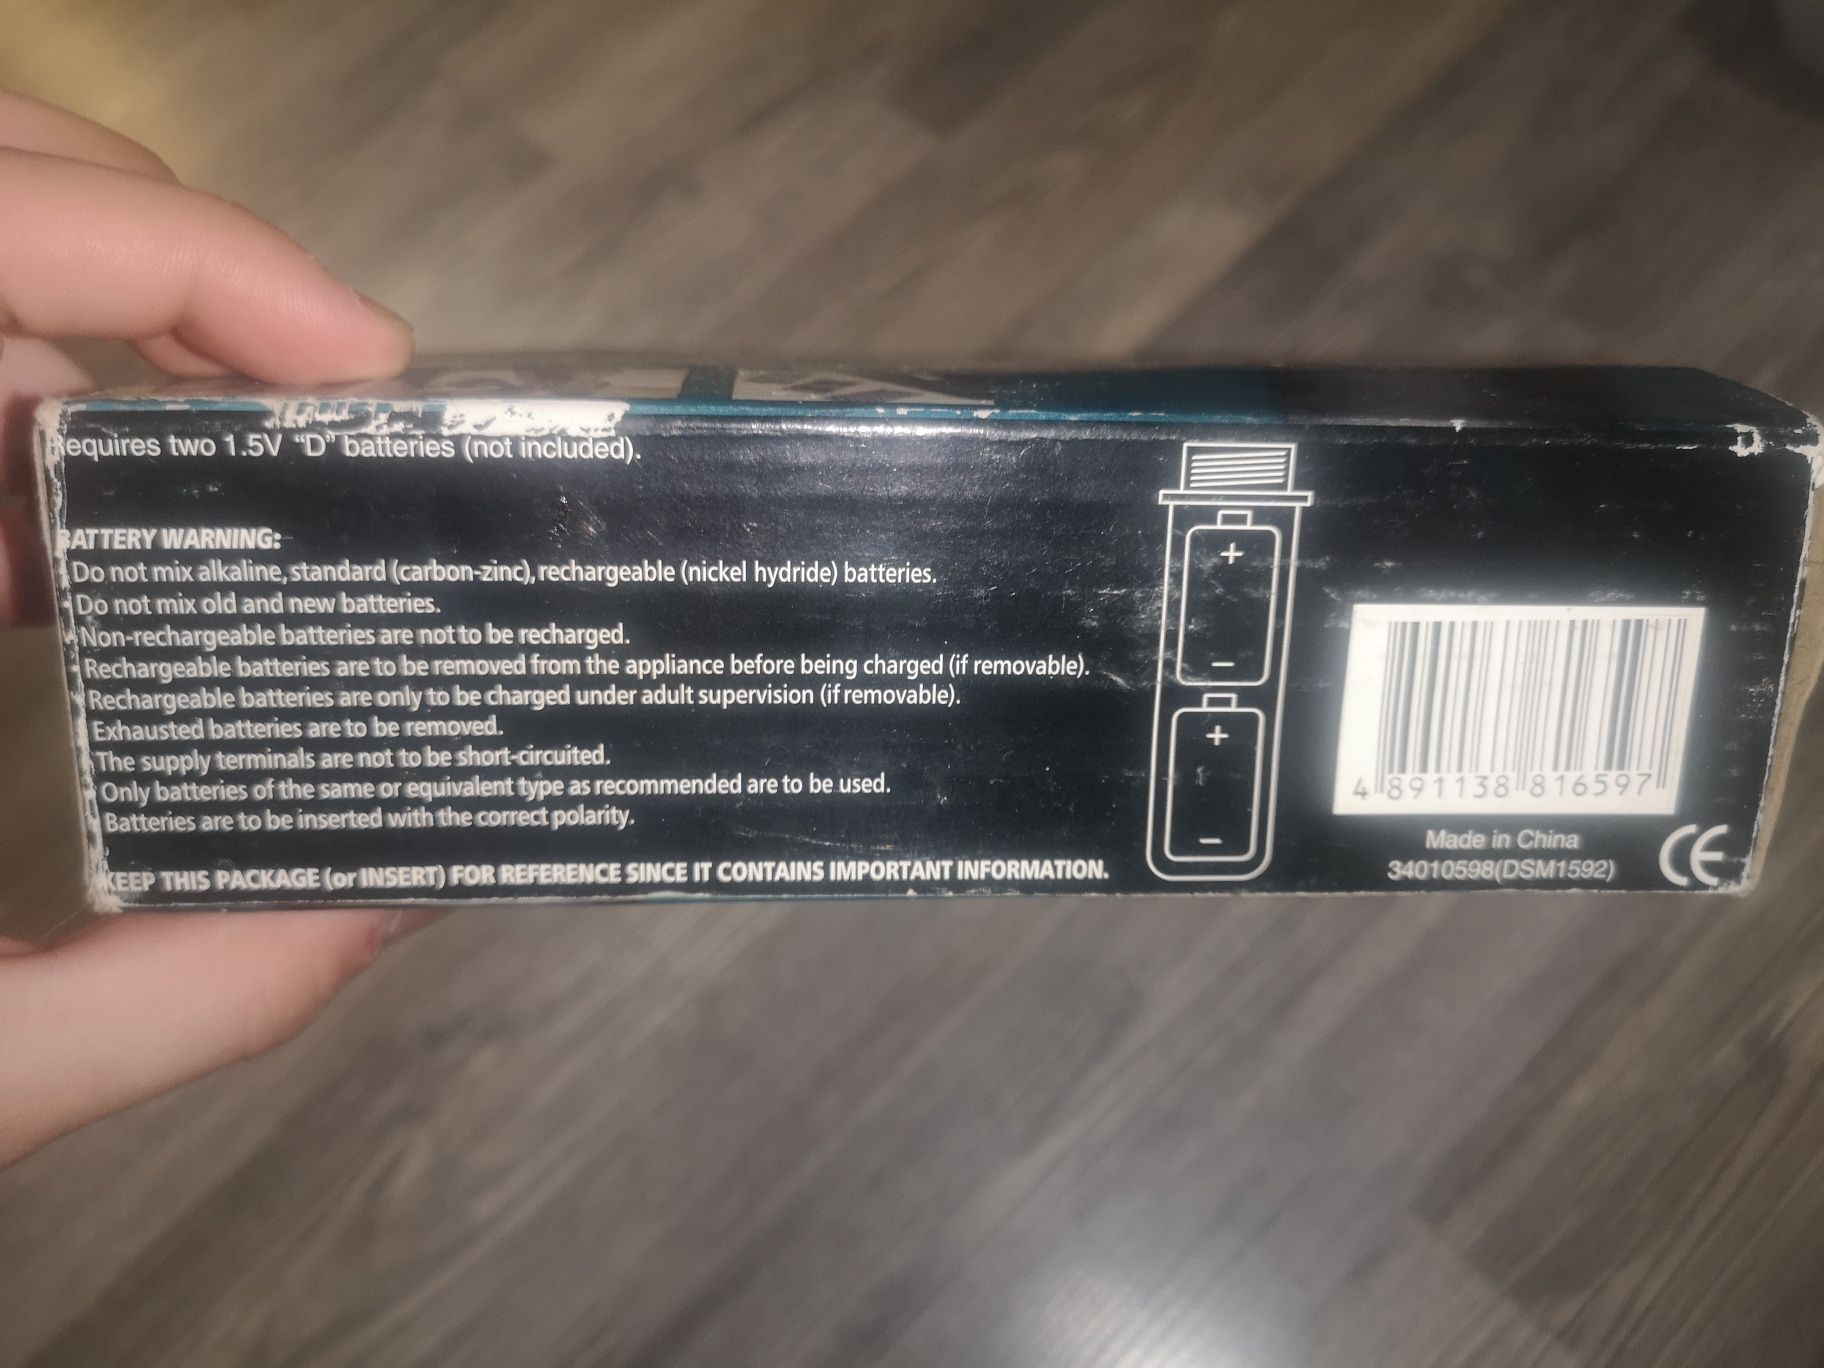 Requires two 1.5V “D” batteries (not included).
BATTERY WARNING:
Do not mix alkaline, standard (carbon-zinc), rechargeable (nickel hydride) batteries.
• Do not mix old and new batteries.
• Non-rechargeable batteries are not to be recharged.
• Rechargeable batteries are to be removed from the appliance before being charged (if removable).
• Rechargeable batteries are only to be charged under adult supervision (if removable).
Exhausted batteries are to be removed.
• The supply terminals are not to be short-circuited.
• Only batteries of the same or equivalent type as recommended are to be used.
• Batteries are to be inserted with the correct polarity.
KEEP THIS PACKAGE (or INSERT) FOR REFERENCE SINCE IT CONTAINS IMPORTANT INFORMATION.
+
−
+
−
4 891138 816597
Made in China
34010598(DSM1592)
CE